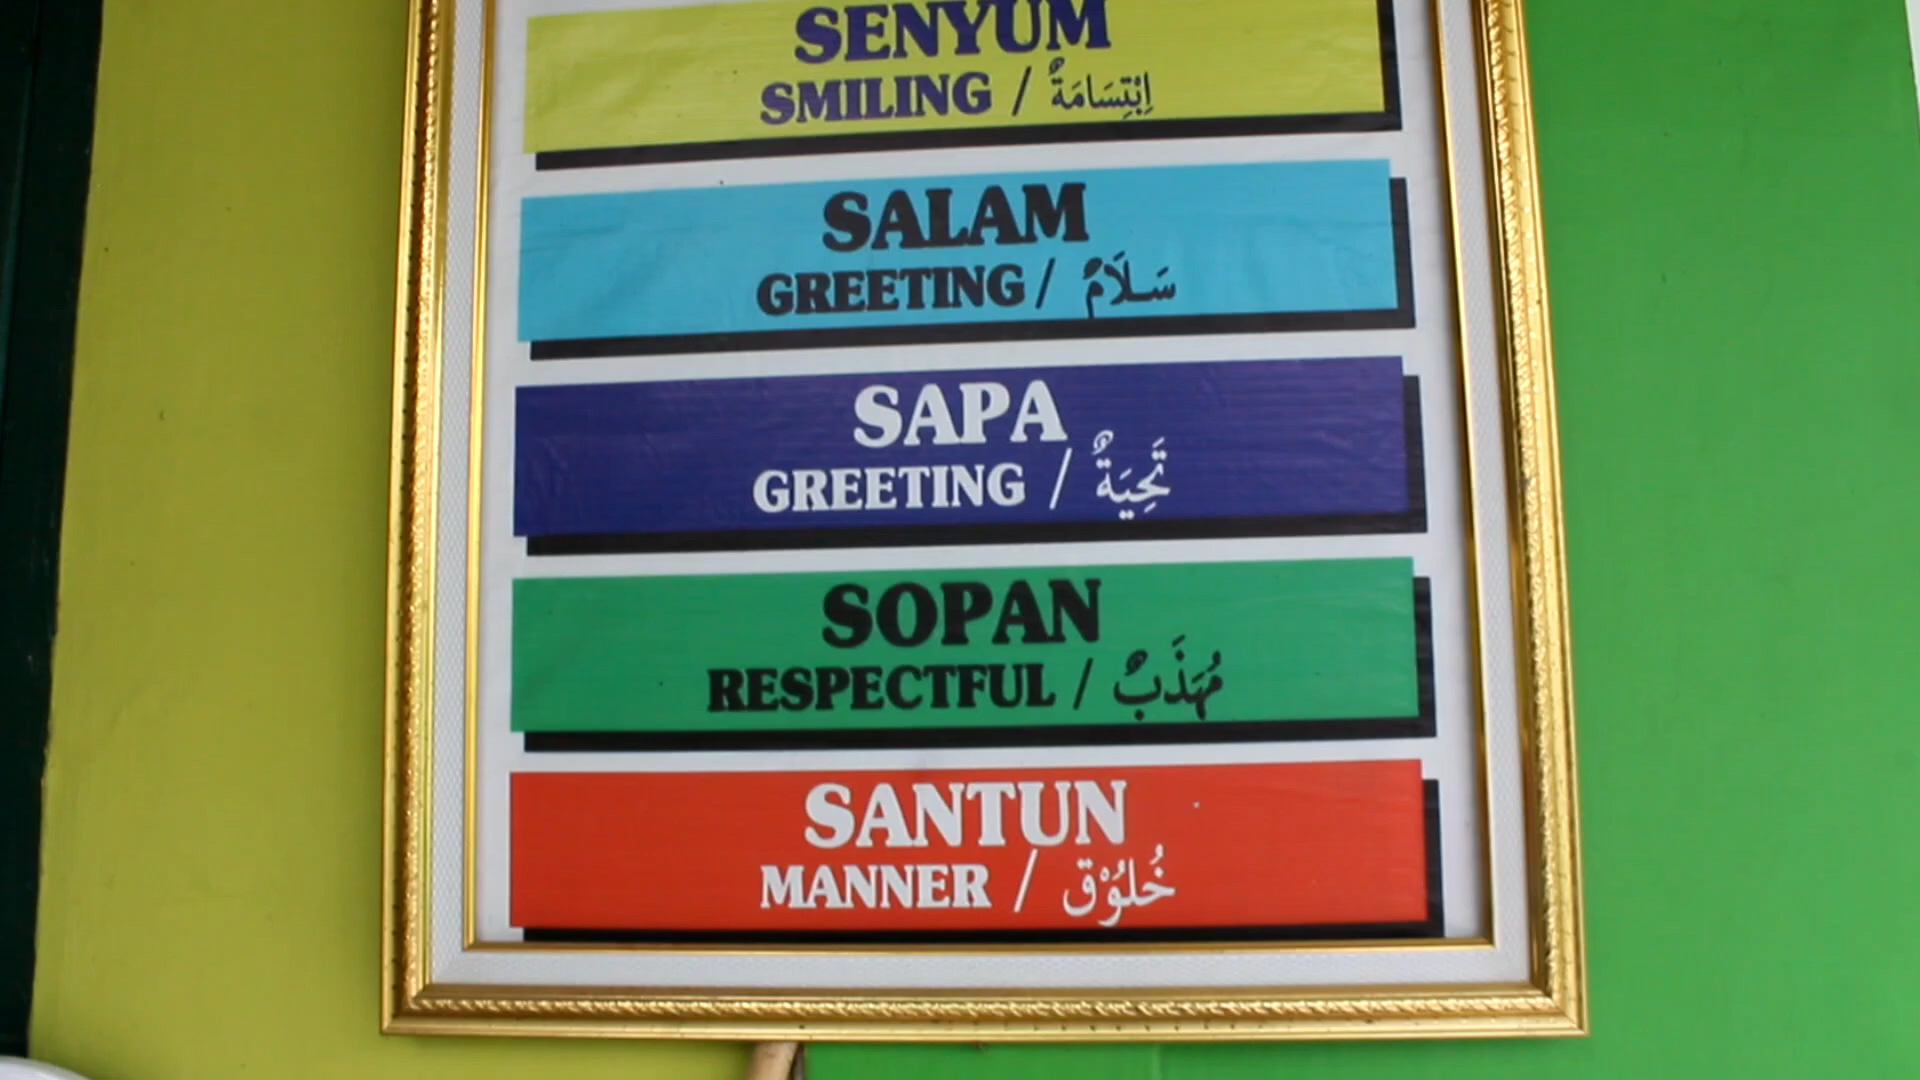 SENYUM
SMILING / اِبْتِسَامَةٌ
SALAM
GREETING / سَلَامٌ
SAPA
GREETING / تَحِيَةٌ
SOPAN
RESPECTFUL / مُهَذَبٌ
SANTUN
MANNER / خُلُوْق